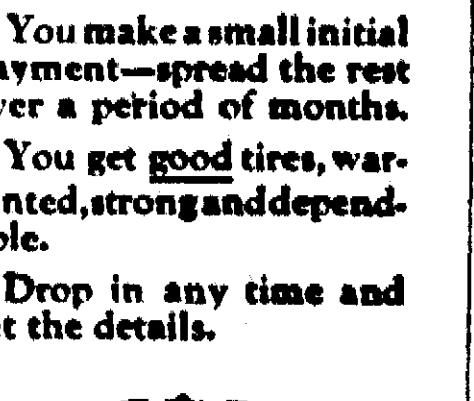 You make a small initial
ayment—spread the rest
ver a period of months.
You get good tires, war-
nted, strong and depend-
ble.
Drop in any time and
t the details.